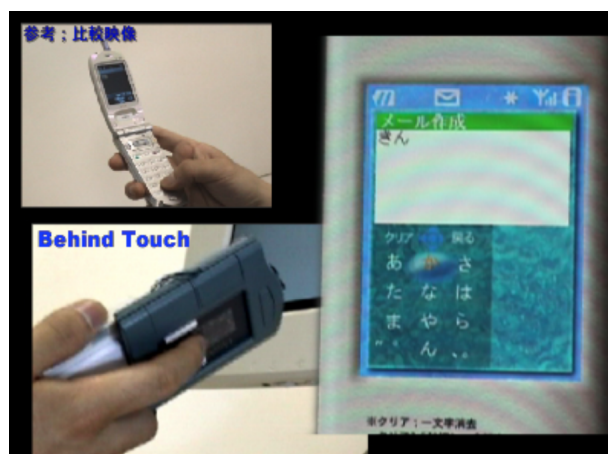 参考；比較映像
Behind Touch
メール作成
きん
クリア 戻る
あ か さ
た な は
ま や ら
"° ん 、。
※クリア：一文字消去